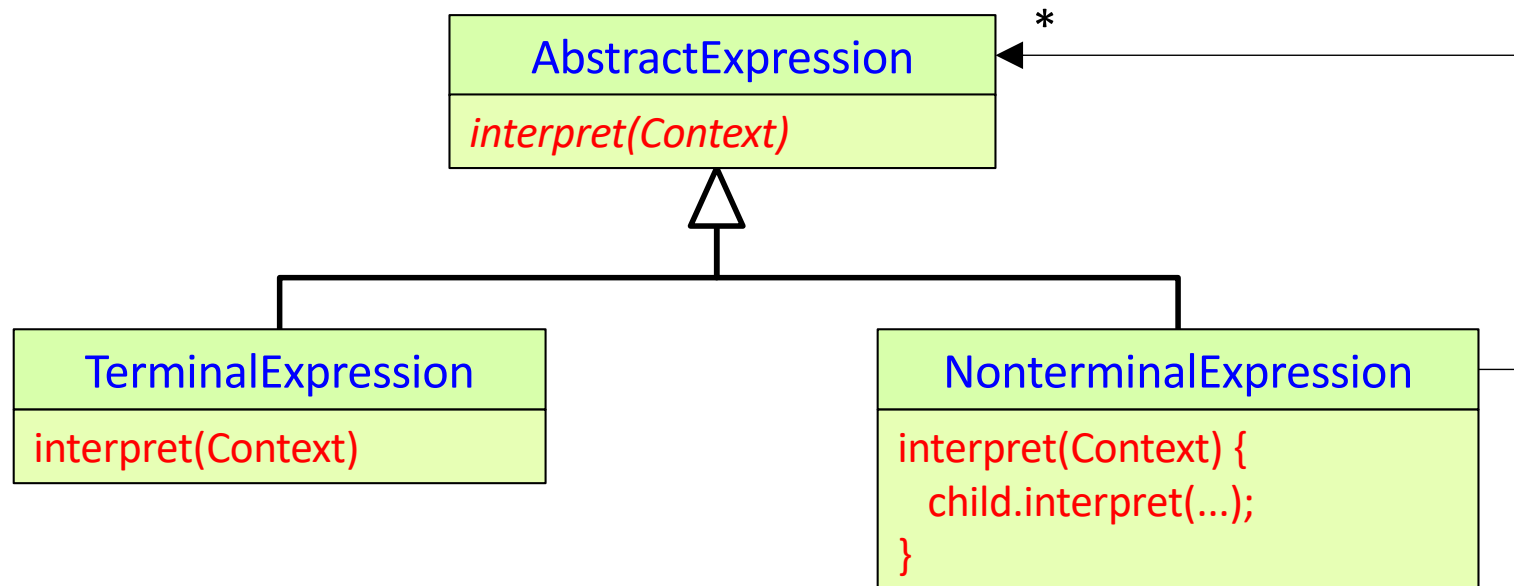 *
AbstractExpression
interpret(Context)
TerminalExpression
interpret(Context)
NonterminalExpression
interpret(Context) {
child.interpret(...);
}